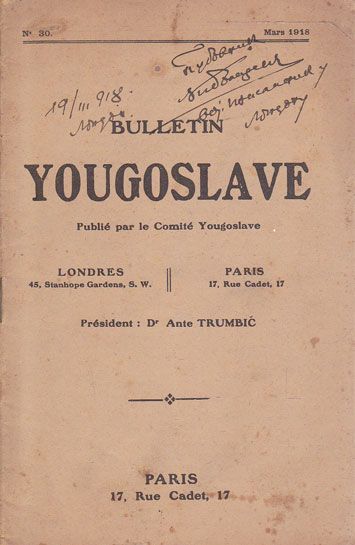 Nº 30.
Mars 1918
19/III 918.
BULLETIN
YOUGOSLAVE
Publié par le Comité Yougoslave
LONDRES
45, Stanhope Gardens, S. W.
PARIS
17, Rue Cadet, 17
Président : Dr Ante TRUMBIĆ
PARIS
17, Rue Cadet, 17